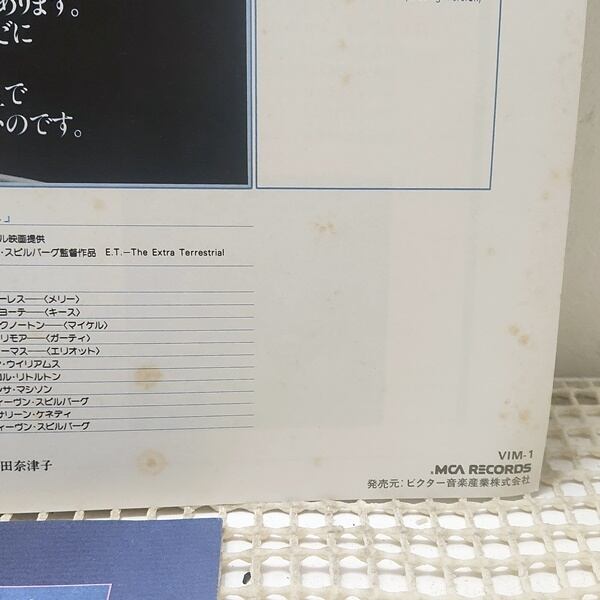 あります。
どに
で
いのです。
ル映画提供
・スピルバーグ監督作品 E.T.—The Extra Terrestrial
ーレス——〈メリー〉
ヨーテ——〈キース〉
クノートン——〈マイケル〉
リモア——〈ガーティ〉
ーマス——〈エリオット〉
・ウイリアムス
ル・リトルトン
サ・マシソン
ィーヴン・スピルバーグ
サリーン・ケネディ
ィーヴン・スピルバーグ
田奈津子
VIM-1
MCA RECORDS
発売元：ビクター音楽産業株式会社